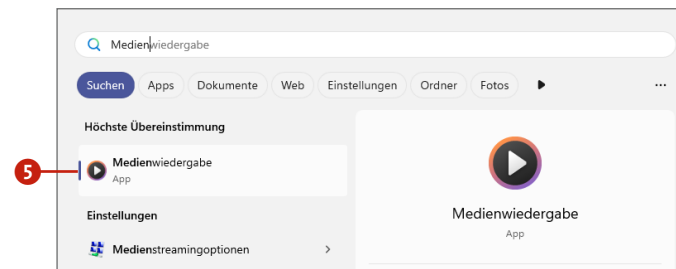 Medienwiedergabe
Suchen Apps Dokumente Web Einstellungen Ordner Fotos ...
Höchste Übereinstimmung
5
Medienwiedergabe
App
Einstellungen
Medienstreamingoptionen
Medienwiedergabe
App